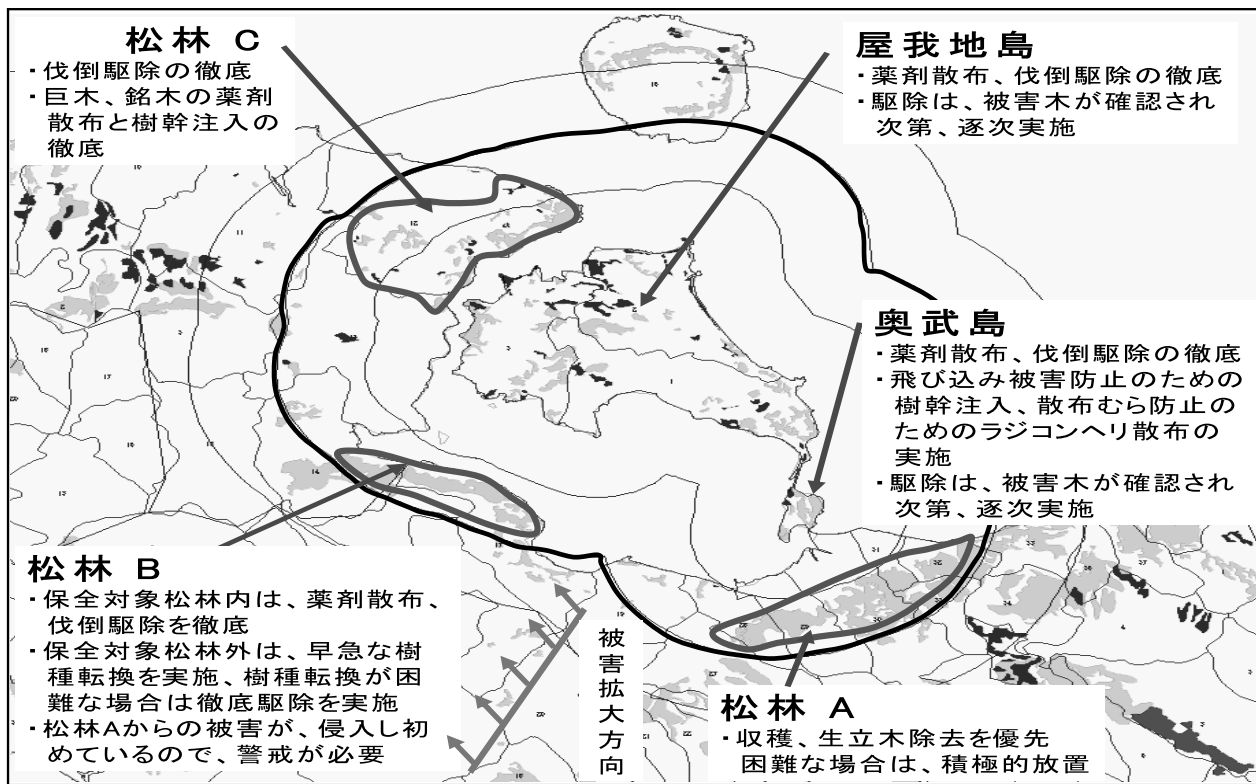 松林 C
・伐倒駆除の徹底
・巨木、銘木の薬剤
散布と樹幹注入の
徹底
屋我地島
・薬剤散布、伐倒駆除の徹底
・駆除は、被害木が確認され
次第、逐次実施
奥武島
・薬剤散布、伐倒駆除の徹底
・飛び込み被害防止のための
樹幹注入、散布むら防止の
ためのラジコンヘリ散布の
実施
・駆除は、被害木が確認され
次第、逐次実施
松林 B
・保全対象松林内は、薬剤散布、
伐倒駆除を徹底
・保全対象松林外は、早急な樹
種転換を実施、樹種転換が困
難な場合は徹底駆除を実施
・松林Aからの被害が、侵入し初
めているので、警戒が必要
被害拡大方向
松林 A
・収穫、生立木除去を優先
困難な場合は、積極的放置